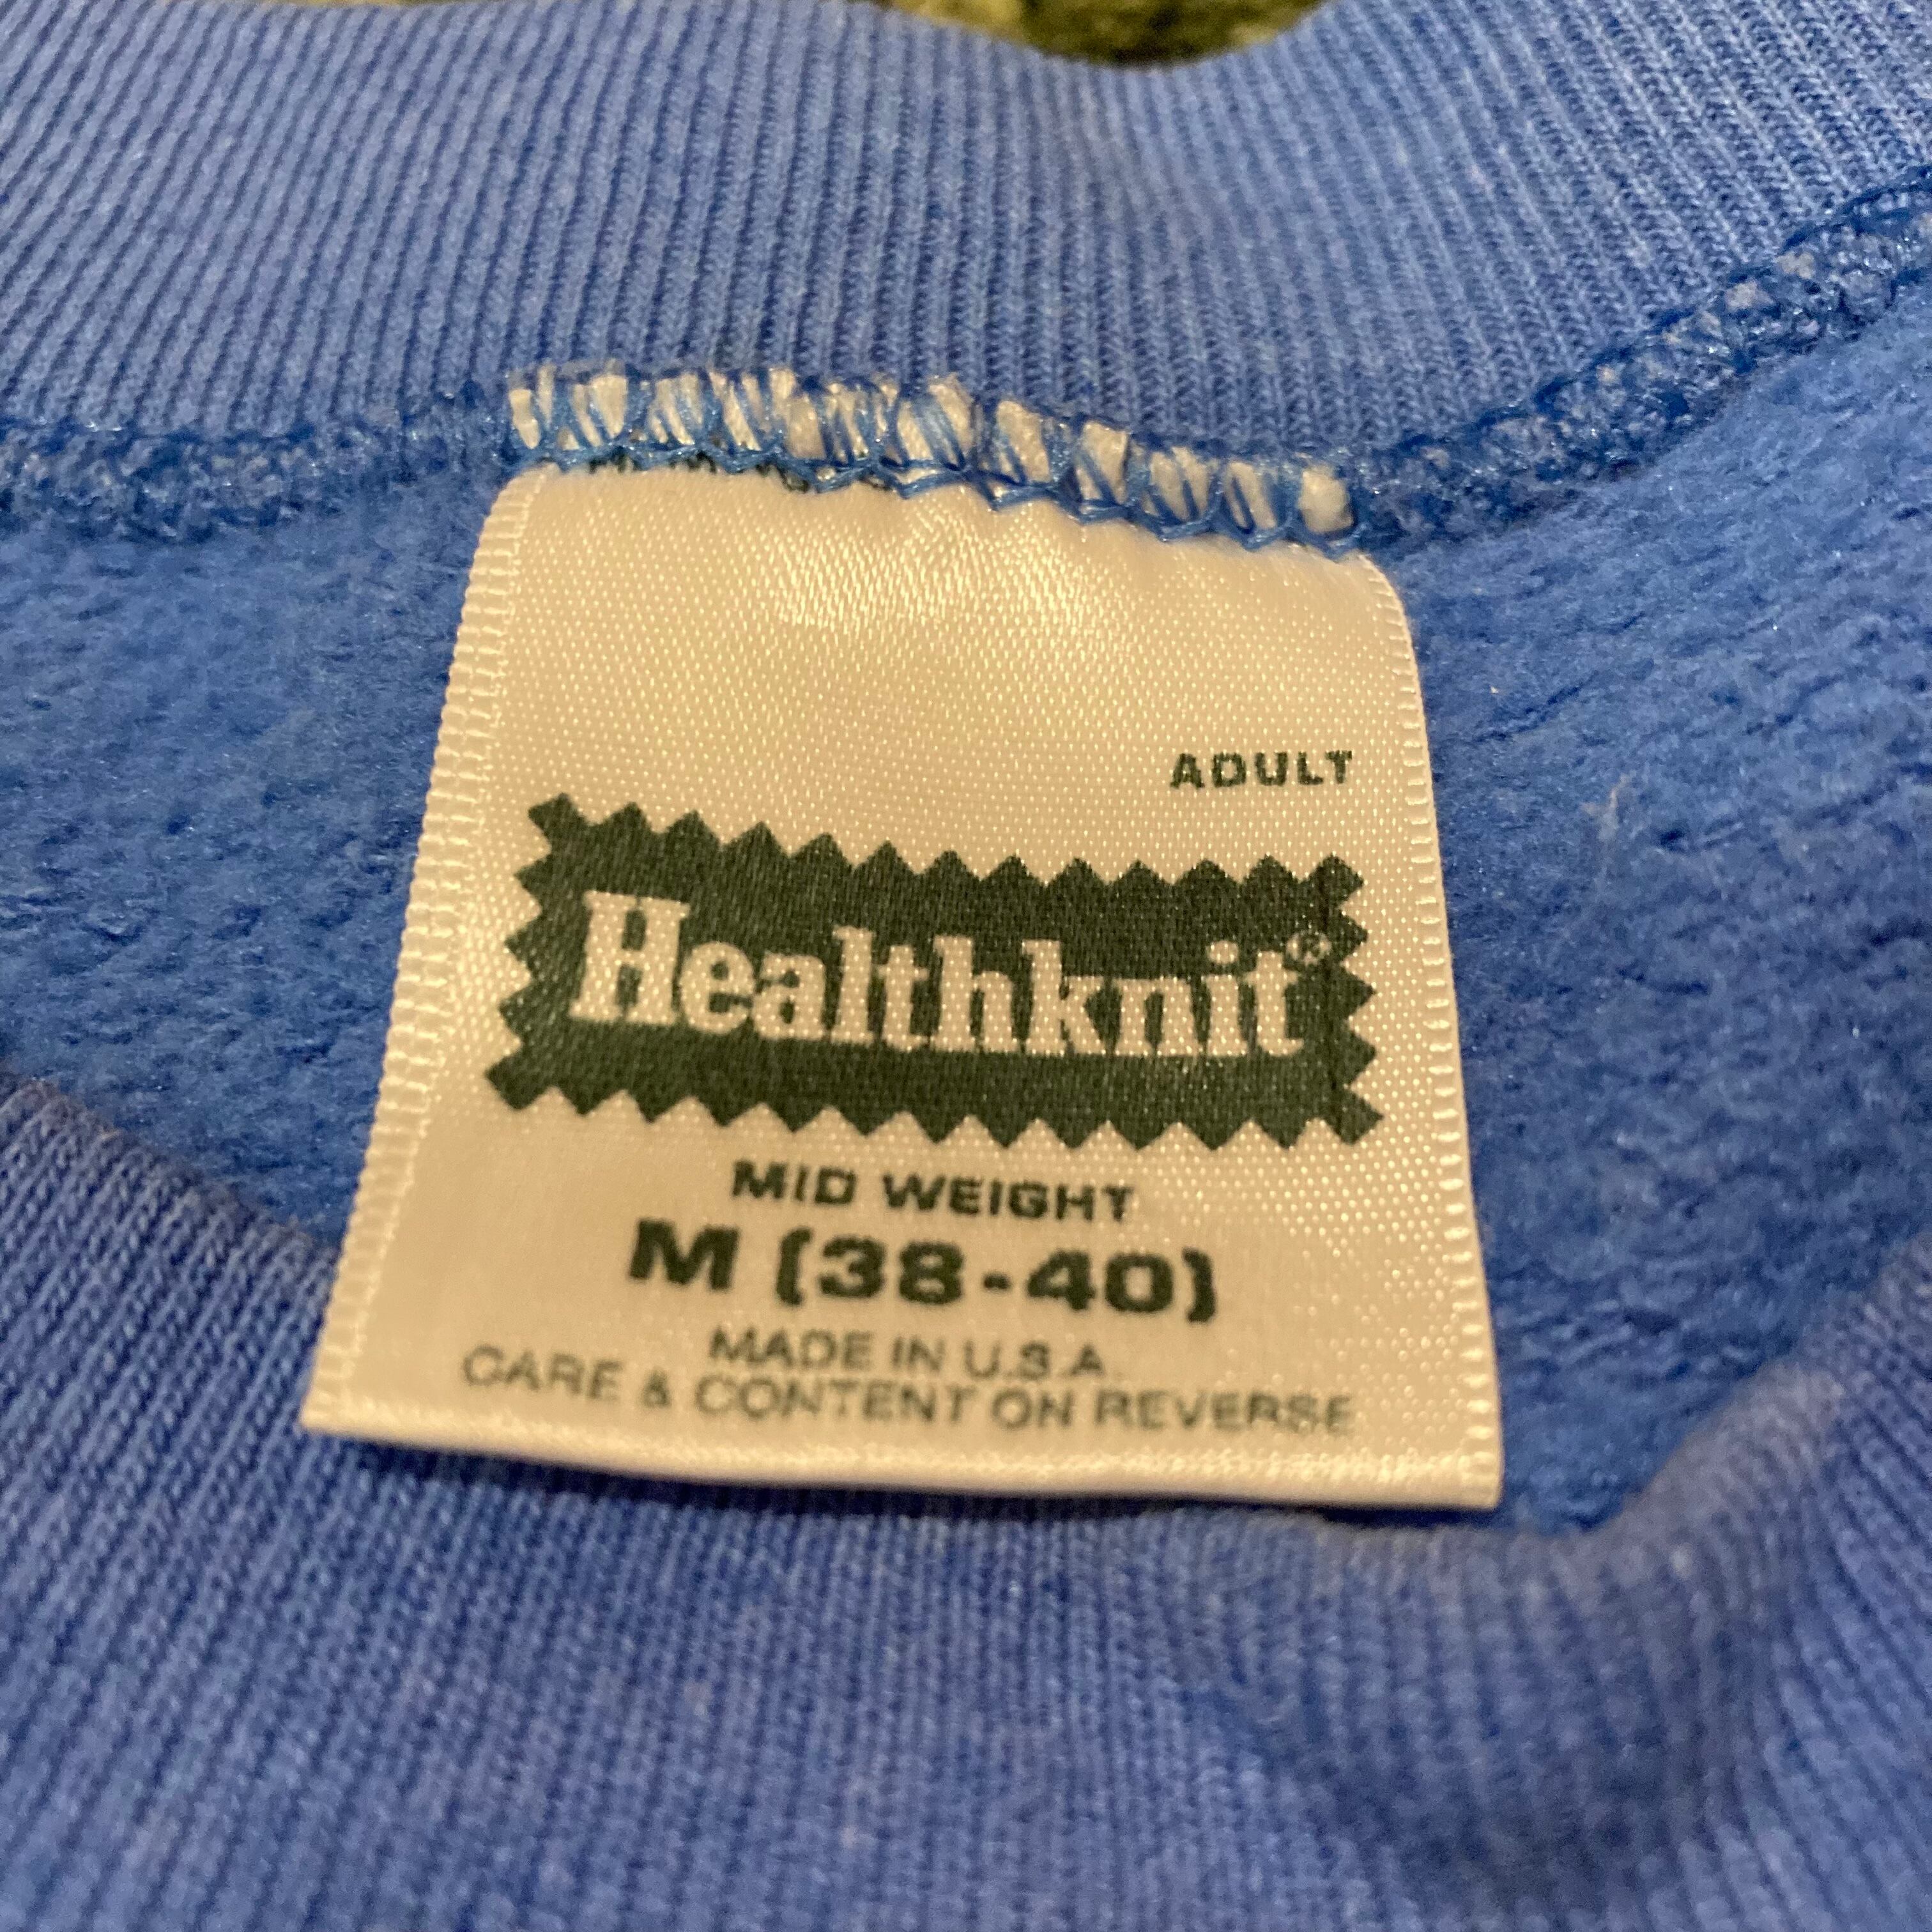 ADULT
Healthknit®
MID WEIGHT
M (38-40)
MADE IN U.S.A.
CARE & CONTENT ON REVERSE